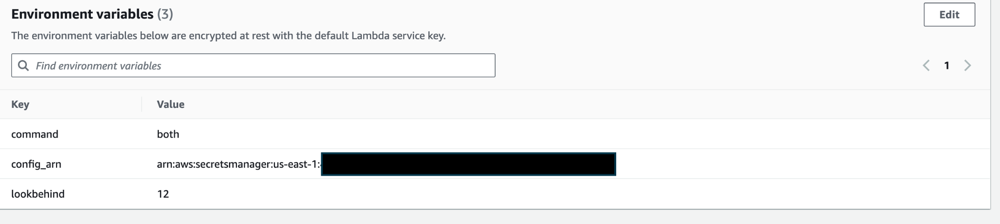 Environment variables (3)
Edit
The environment variables below are encrypted at rest with the default Lambda service key.
Find environment variables
1
Key Value
command both
config_arn arn:aws:secretsmanager:us-east-1:
lookbehind 12